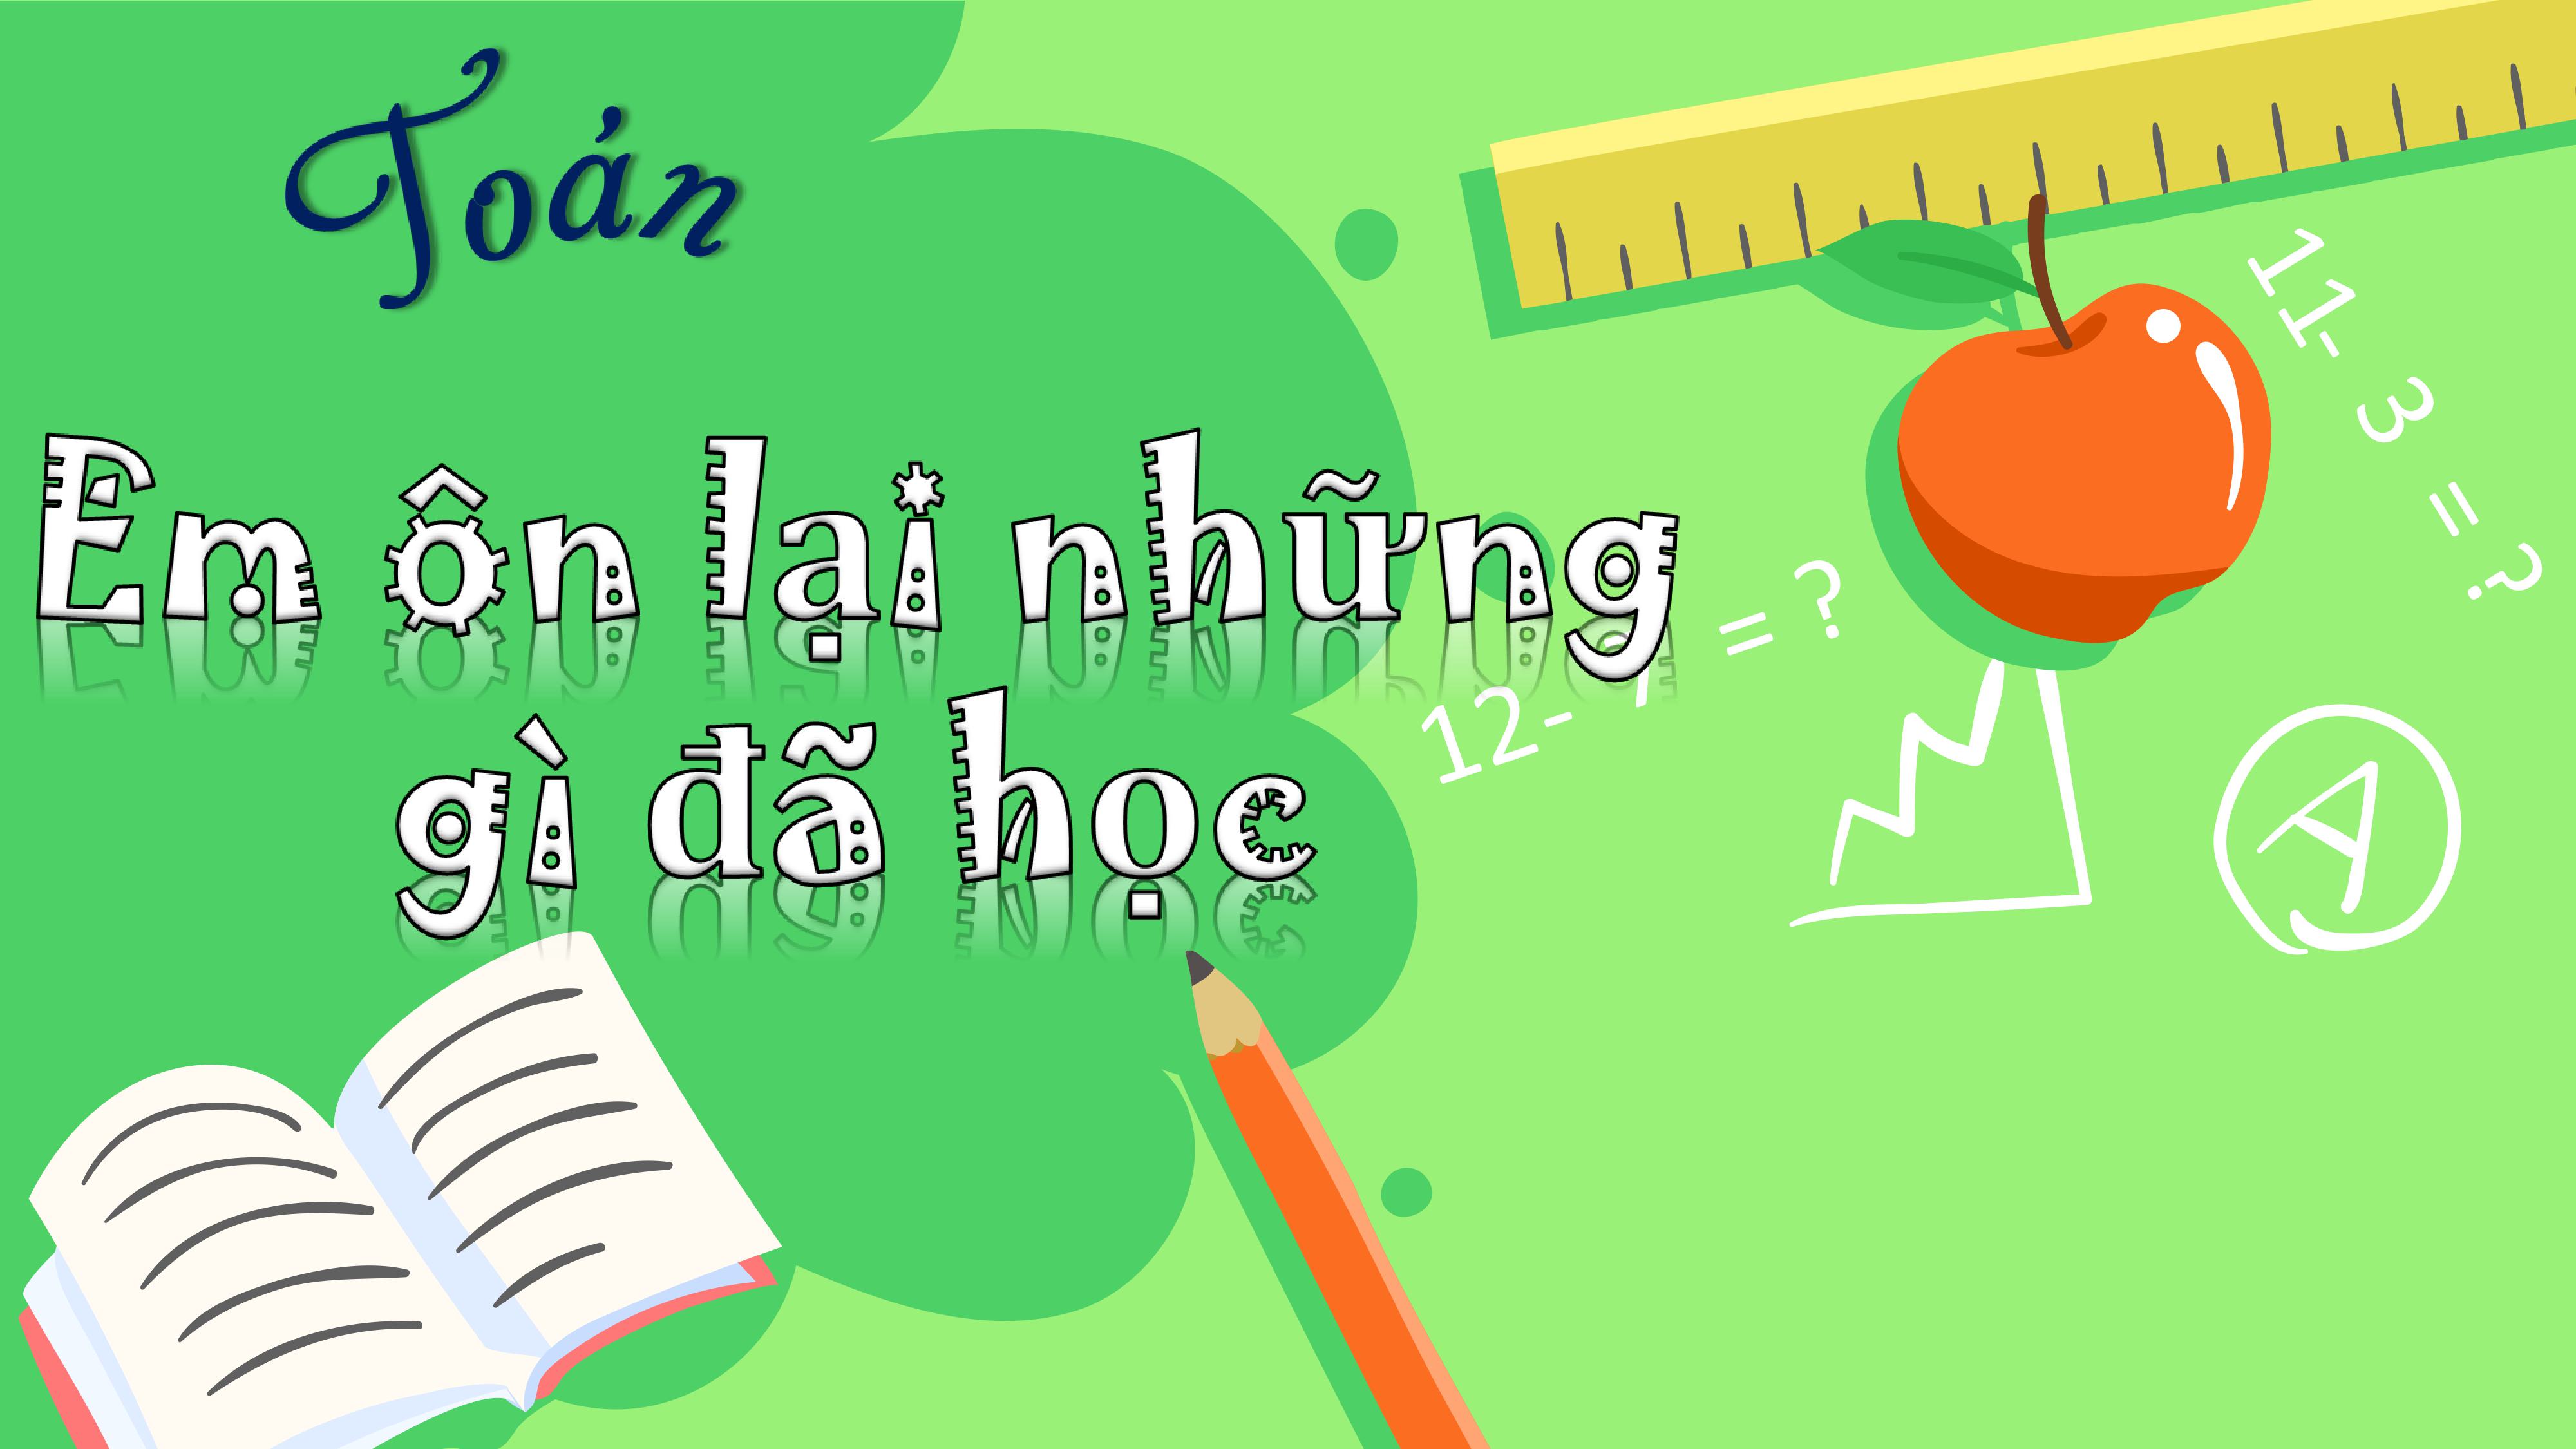 Toán
11- 3 = ?
Em ôn lại những
gì đã học
12- = ?
A